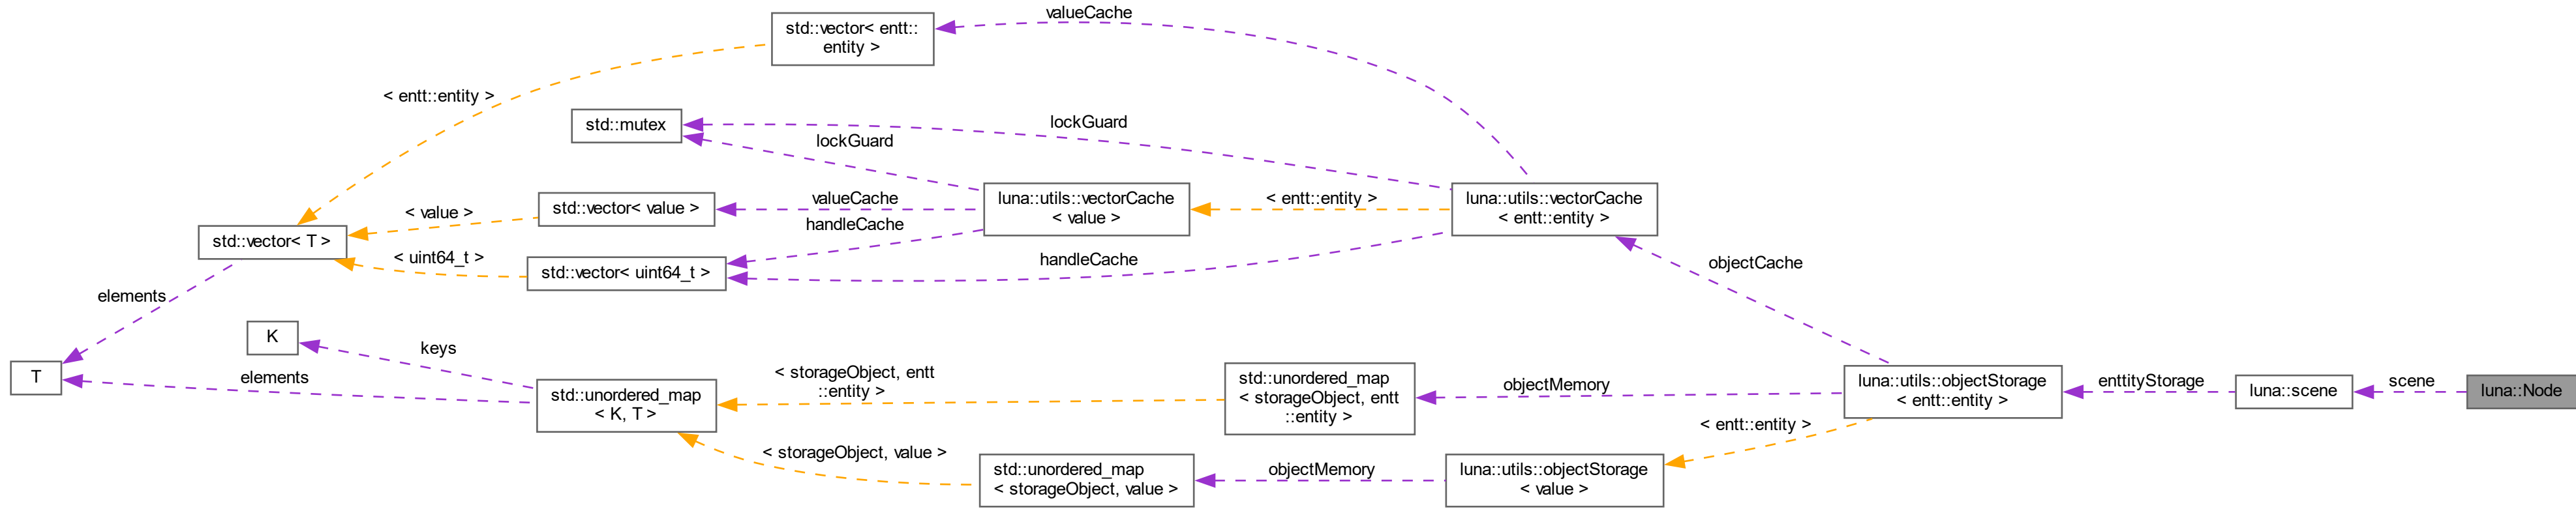 valueCache
std::vector< entt::
entity >
< entt::entity >
std::mutex
lockGuard
lockGuard
std::vector< value >
valueCache
luna::utils::vectorCache
< value >
< entt::entity >
luna::utils::vectorCache
< entt::entity >
< value >
handleCache
std::vector< T >
< uint64_t >
std::vector< uint64_t >
handleCache
objectCache
elements
K
keys
T
elements
std::unordered_map
< K, T >
< storageObject, entt
::entity >
std::unordered_map
< storageObject, entt
::entity >
objectMemory
luna::utils::objectStorage
< entt::entity >
enttityStorage
luna::scene
scene
luna::Node
< entt::entity >
< storageObject, value >
std::unordered_map
< storageObject, value >
objectMemory
luna::utils::objectStorage
< value >